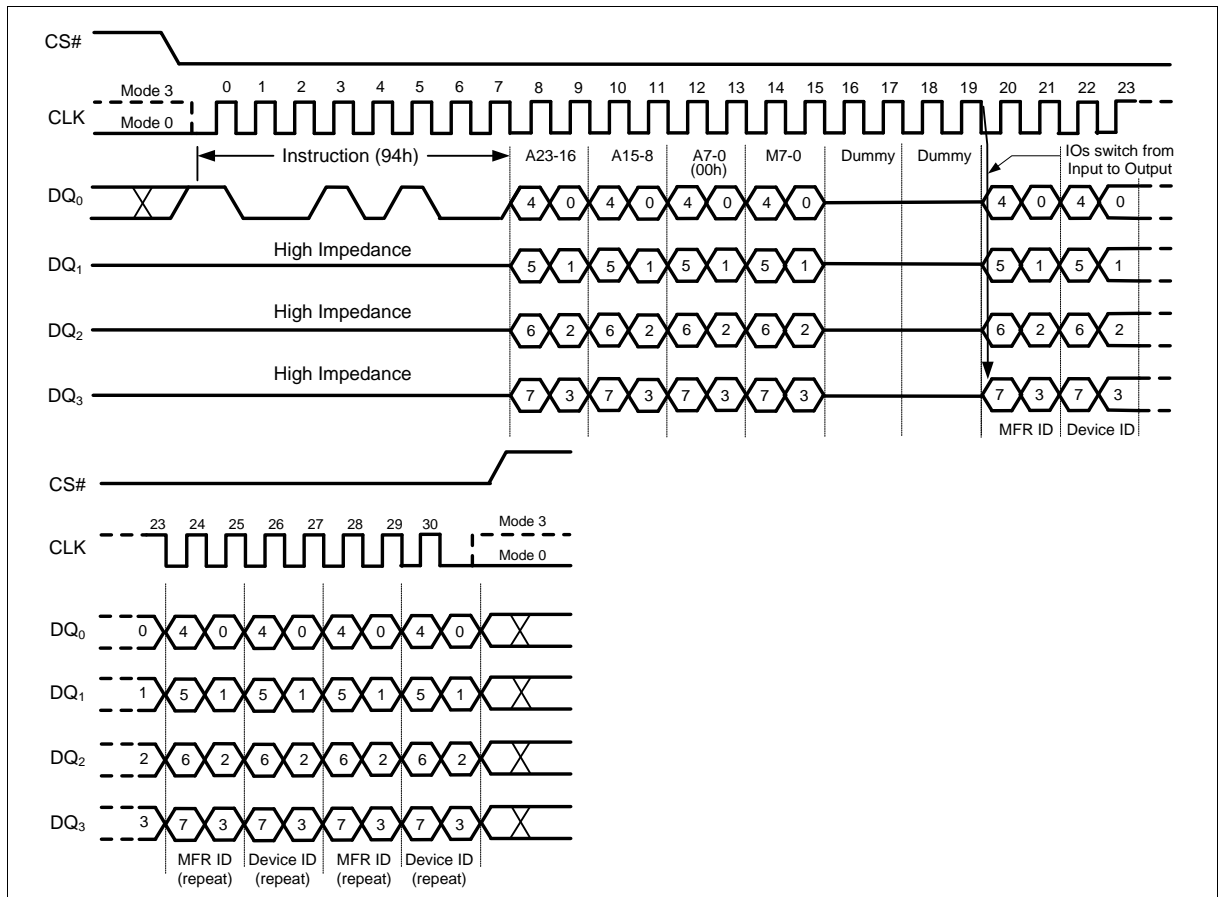 CS#
Mode 3
0 1 2 3 4 5 6 7 8 9 10 11 12 13 14 15 16 17 18 19 20 21 22 23
CLK
Mode 0
Instruction (94h)
A23-16 A15-8 A7-0 M7-0 Dummy Dummy
(00h)
IOs switch from
Input to Output
DQ0 4 0 4 0 4 0 4 0 4 0 4 0
High Impedance
DQ1 5 1 5 1 5 1 5 1 5 1 5 1
High Impedance
DQ2 6 2 6 2 6 2 6 2 6 2 6 2
High Impedance
DQ3 7 3 7 3 7 3 7 3 7 3 7 3
MFR ID Device ID
CS#
23 24 25 26 27 28 29 30 Mode 3
CLK
Mode 0
DQ0 0 4 0 4 0 4 0 4 0
DQ1 1 5 1 5 1 5 1 5 1
DQ2 2 6 2 6 2 6 2 6 2
DQ3 3 7 3 7 3 7 3 7 3
MFR ID Device ID MFR ID Device ID
(repeat) (repeat) (repeat) (repeat)